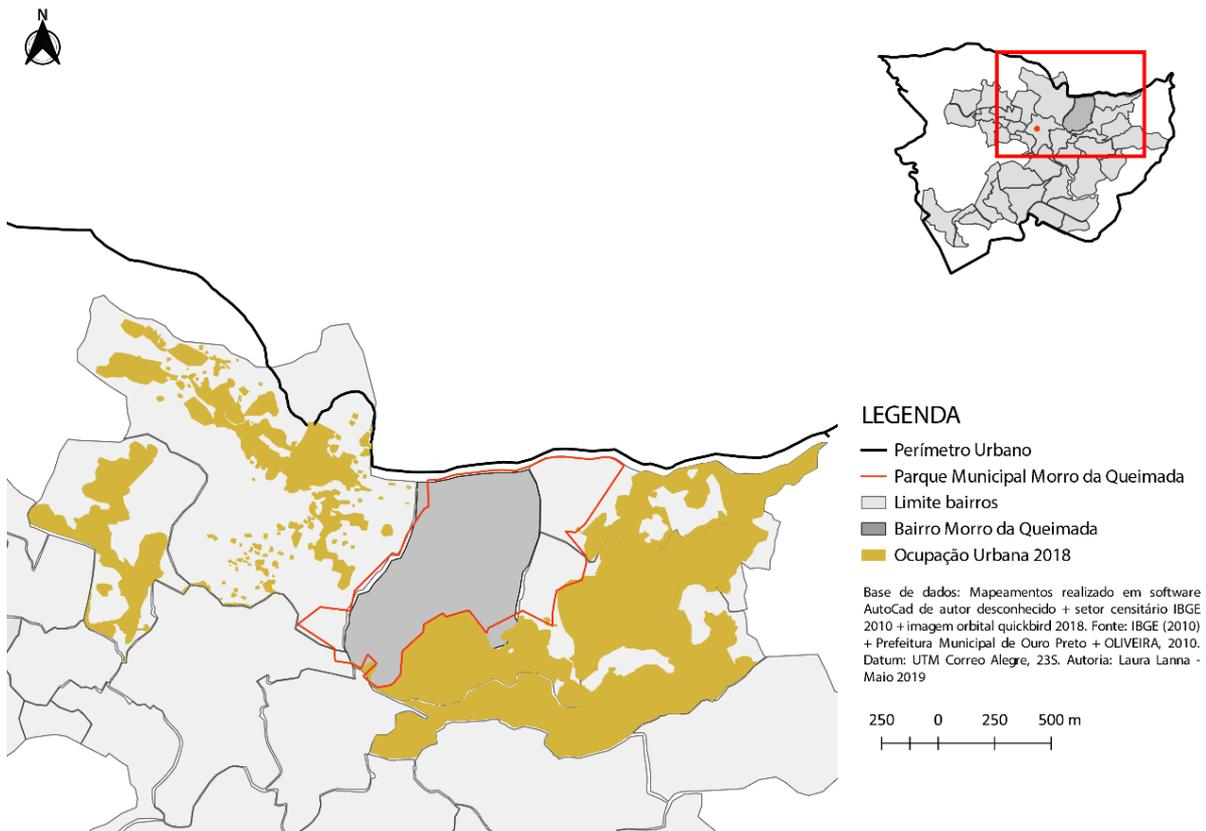 N
LEGENDA
Perímetro Urbano
Parque Municipal Morro da Queimada
Limite bairros
Bairro Morro da Queimada
Ocupação Urbana 2018
Base de dados: Mapeamentos realizado em software
AutoCad de autor desconhecido + setor censitário IBGE
2010 + imagem orbital quickbird 2018. Fonte: IBGE (2010)
+ Prefeitura Municipal de Ouro Preto + OLIVEIRA, 2010.
Datum: UTM Correo Alegre, 23S. Autoria: Laura Lanna -
Maio 2019
250 0 250 500 m